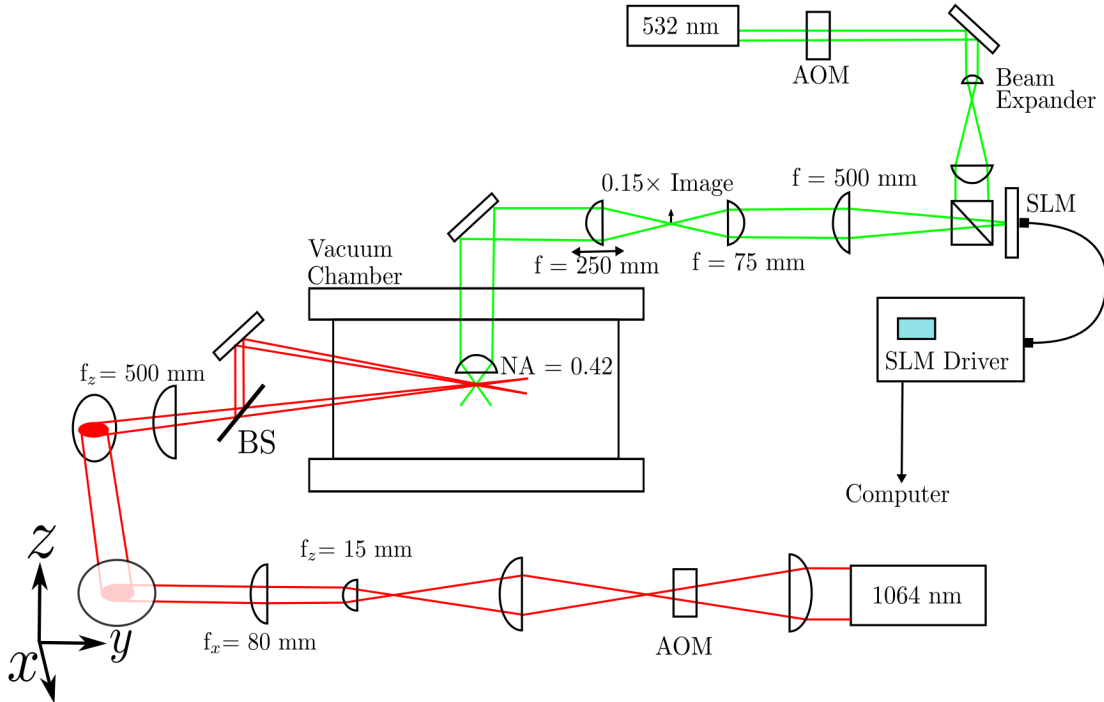 532 nm
AOM
Beam
Expander
0.15× Image
f = 500 mm
SLM
Vacuum
Chamber
f = 250 mm
f = 75 mm
NA = 0.42
SLM Driver
f_z= 500 mm
BS
Computer
f_z= 15 mm
z
1064 nm
y
f_x= 80 mm
AOM
x